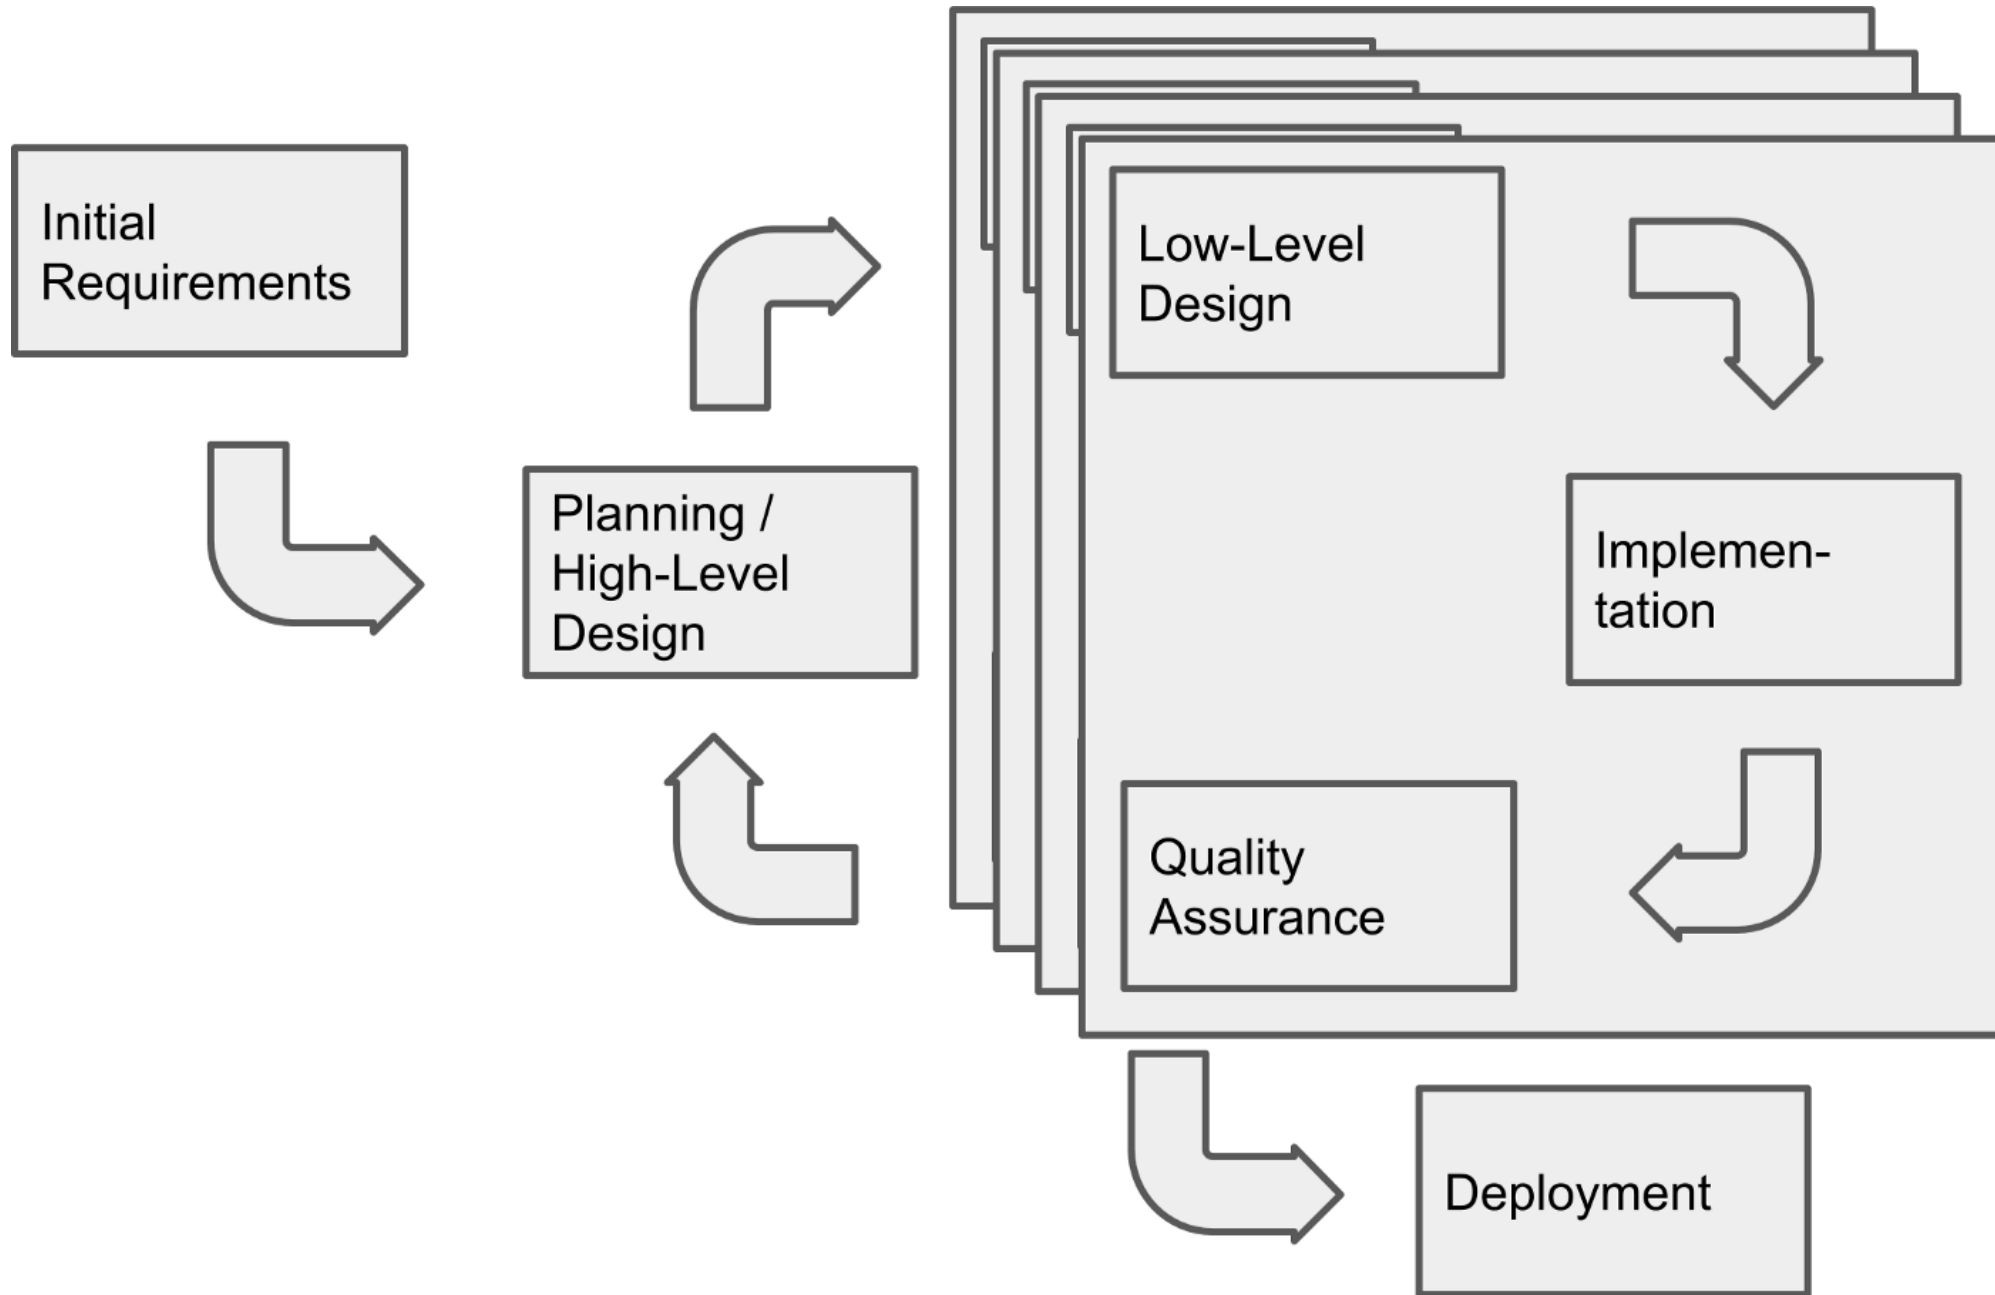 Initial
Requirements
Planning /
High-Level
Design
Low-Level
Design
Implemen-
tation
Quality
Assurance
Deployment